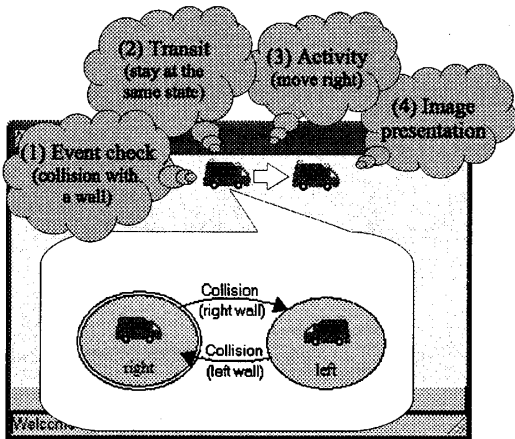 (2) Transit
(stay at the
same state)
(3) Activity
(move right)
(4) Image
presentation
(1) Event check
(collision with
a wall)
Collision
(right wall)
Collision
(left wall)
right
left
Welcome